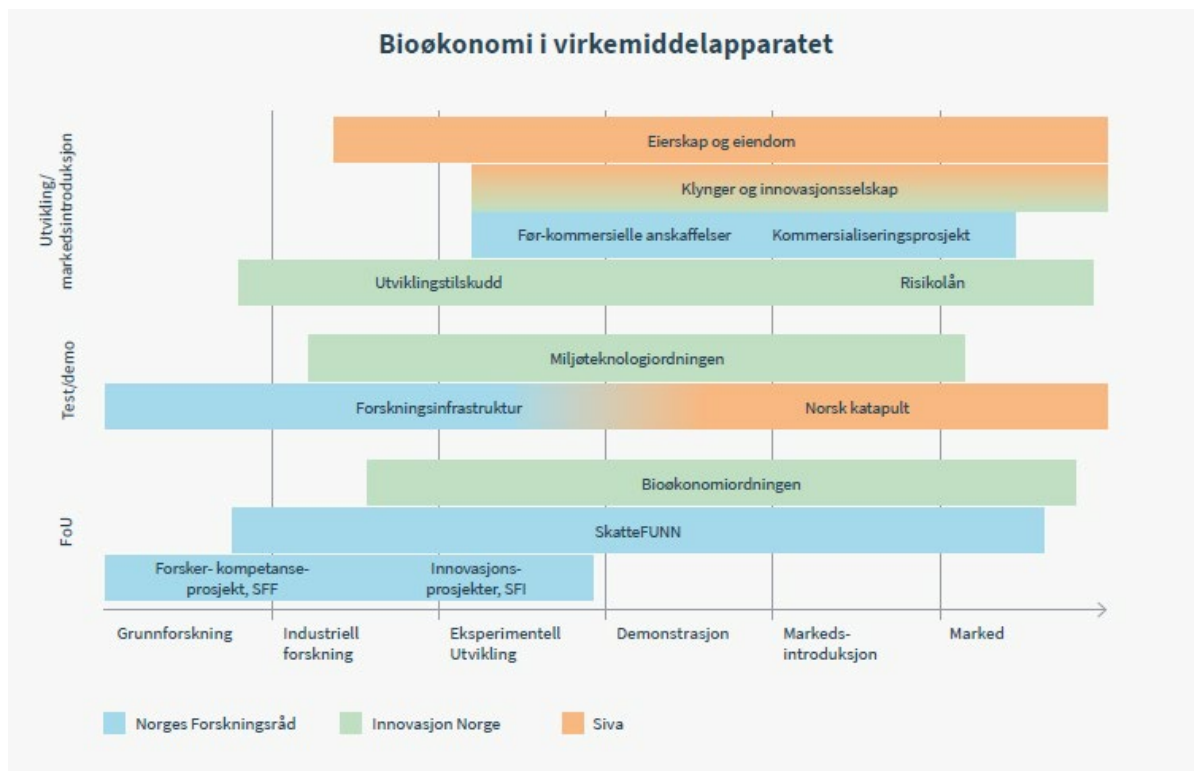 Bioøkonomi i virkemiddelapparatet
Utvikling/
markedsintroduksjon
Eierskap og eiendom
Klynger og innovasjonsselskap
Før-kommersielle anskaffelser
Kommersialiseringsprosjekt
Utviklingstilskudd
Risikolån
Test/demo
Miljøteknologiordningen
Forskningsinfrastruktur
Norsk katapult
FoU
Bioøkonomiordningen
SkatteFUNN
Forsker- kompetanse-
prosjekt, SFF
Innovasjons-
prosjekter, SFI
Grunnforskning
Industriell
forskning
Eksperimentell
Utvikling
Demonstrasjon
Markeds-
introduksjon
Marked
Norges Forskningsråd
Innovasjon Norge
Siva